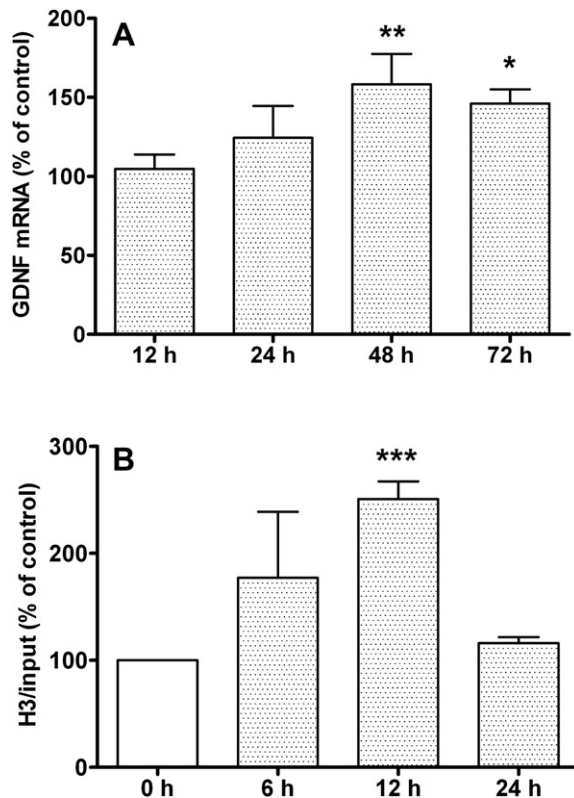 A
GDNF mRNA (% of control)
200
150
100
50
0
**
*
12 h 24 h 48 h 72 h
B
H3/input (% of control)
300
200
100
0
***
0 h 6 h 12 h 24 h